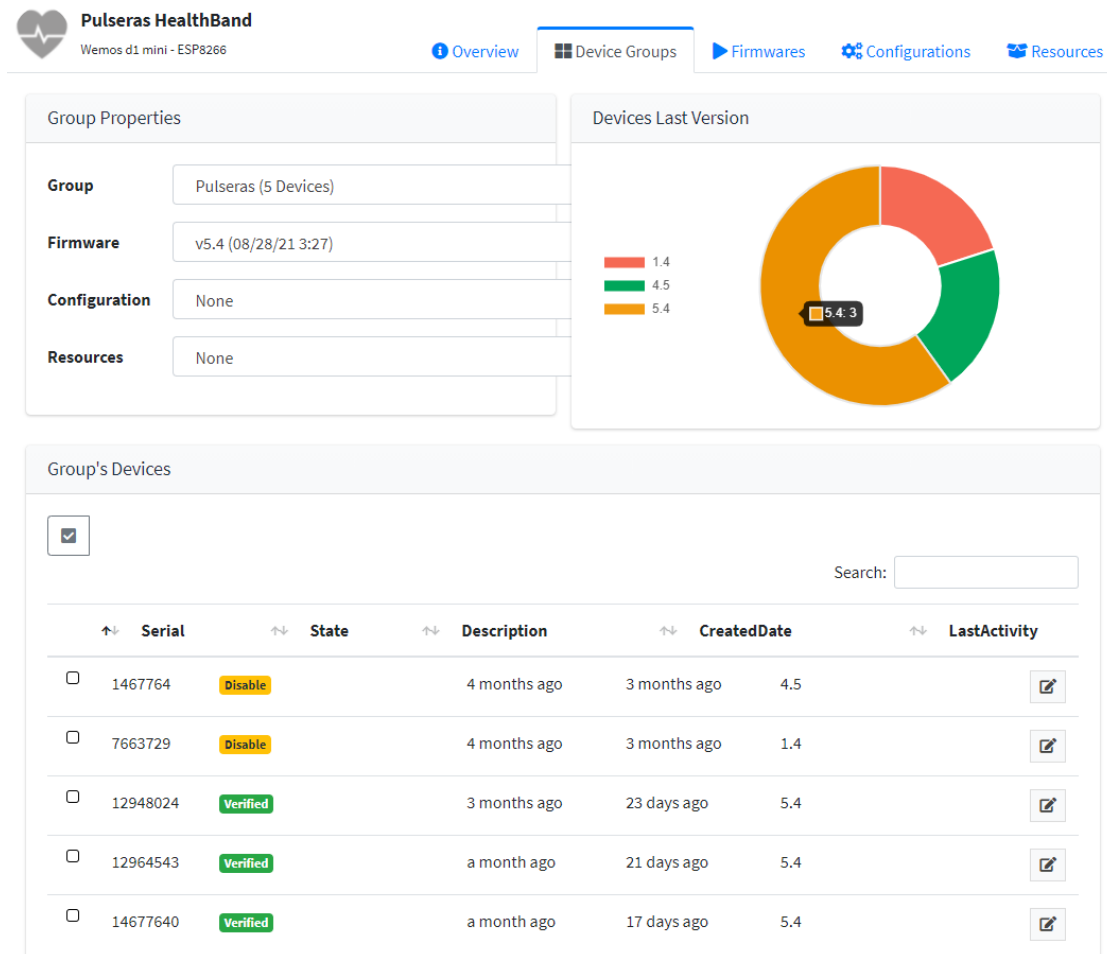 Pulseras HealthBand
Wemos d1 mini - ESP8266
Overview Device Groups Firmwares Configurations Resources
Group Properties
Group Pulseras (5 Devices)
Firmware v5.4 (08/28/21 3:27)
Configuration None
Resources None
Devices Last Version
1.4
4.5
5.4
5.4: 3
Group's Devices
Search:
Serial State Description CreatedDate LastActivity
1467764 Disable 4 months ago 3 months ago 4.5
7663729 Disable 4 months ago 3 months ago 1.4
12948024 Verified 3 months ago 23 days ago 5.4
12964543 Verified a month ago 21 days ago 5.4
14677640 Verified a month ago 17 days ago 5.4